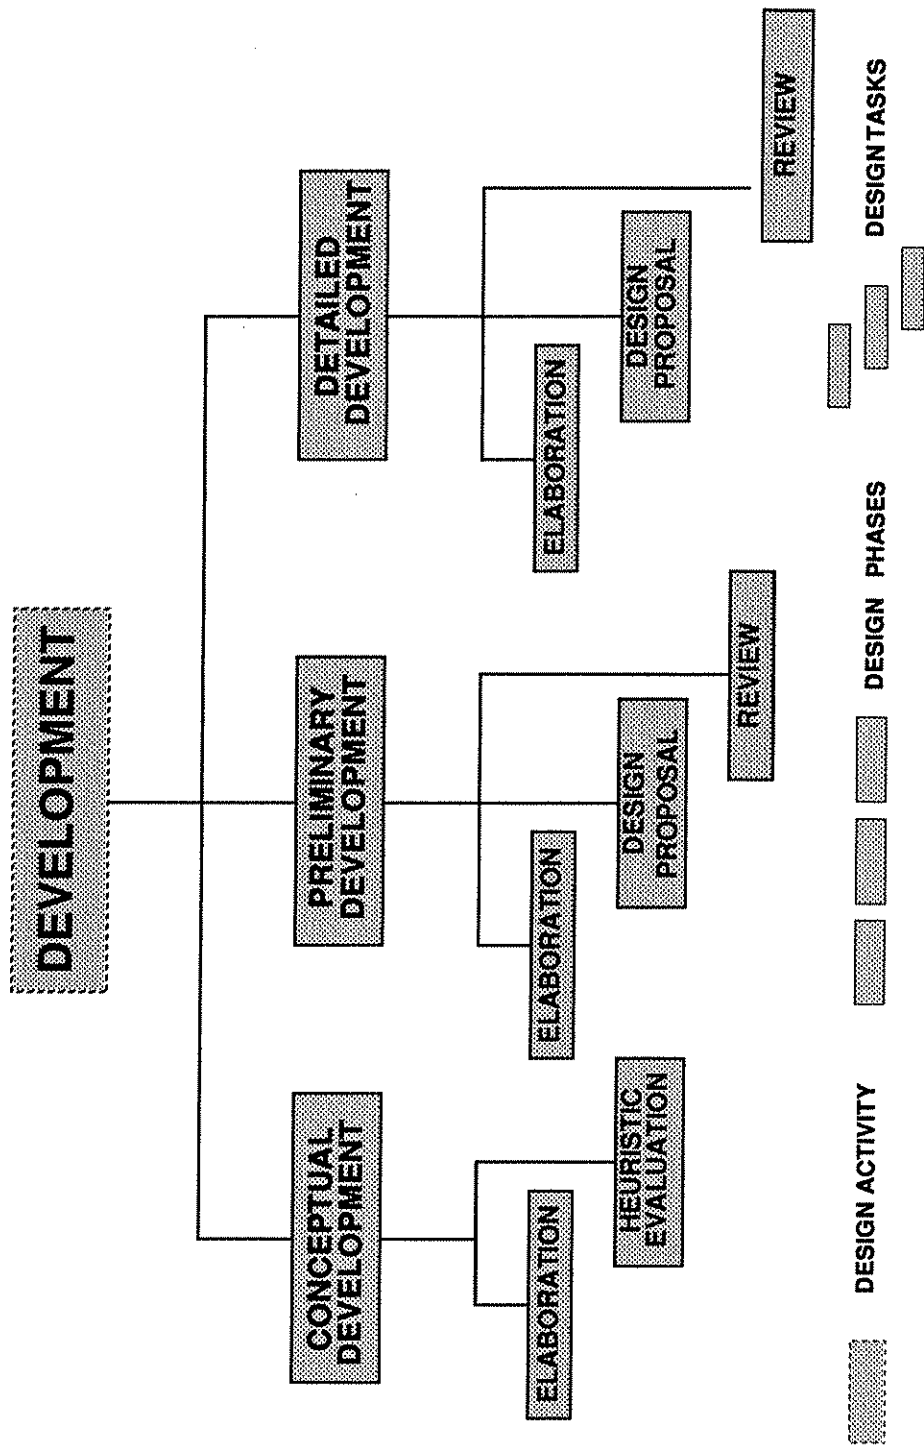 DEVELOPMENT
CONCEPTUAL
DEVELOPMENT
PRELIMINARY
DEVELOPMENT
DETAILED
DEVELOPMENT
ELABORATION
HEURISTIC
EVALUATION
ELABORATION
DESIGN
PROPOSAL
REVIEW
ELABORATION
DESIGN
PROPOSAL
REVIEW
DESIGN ACTIVITY
DESIGN PHASES
DESIGN TASKS